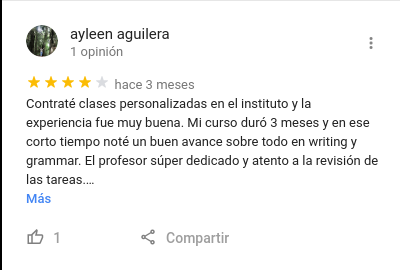 ayleen aguilera
1 opinión
hace 3 meses
Contraté clases personalizadas en el instituto y la
experiencia fue muy buena. Mi curso duró 3 meses y en ese
corto tiempo noté un buen avance sobre todo en writing y
grammar. El profesor súper dedicado y atento a la revisión de
las tareas....
Más
1
Compartir